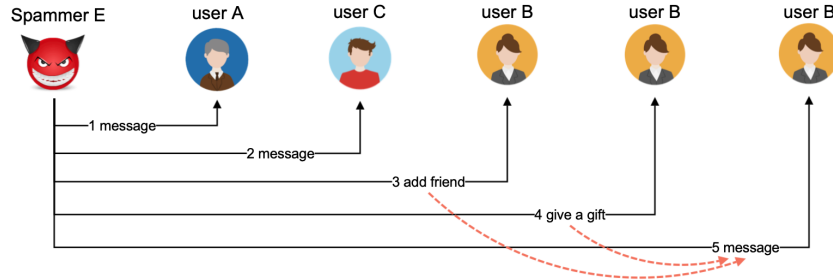 Spammer E
user A
user C
user B
user B
user B
1 message
2 message
3 add friend
4 give a gift
5 message